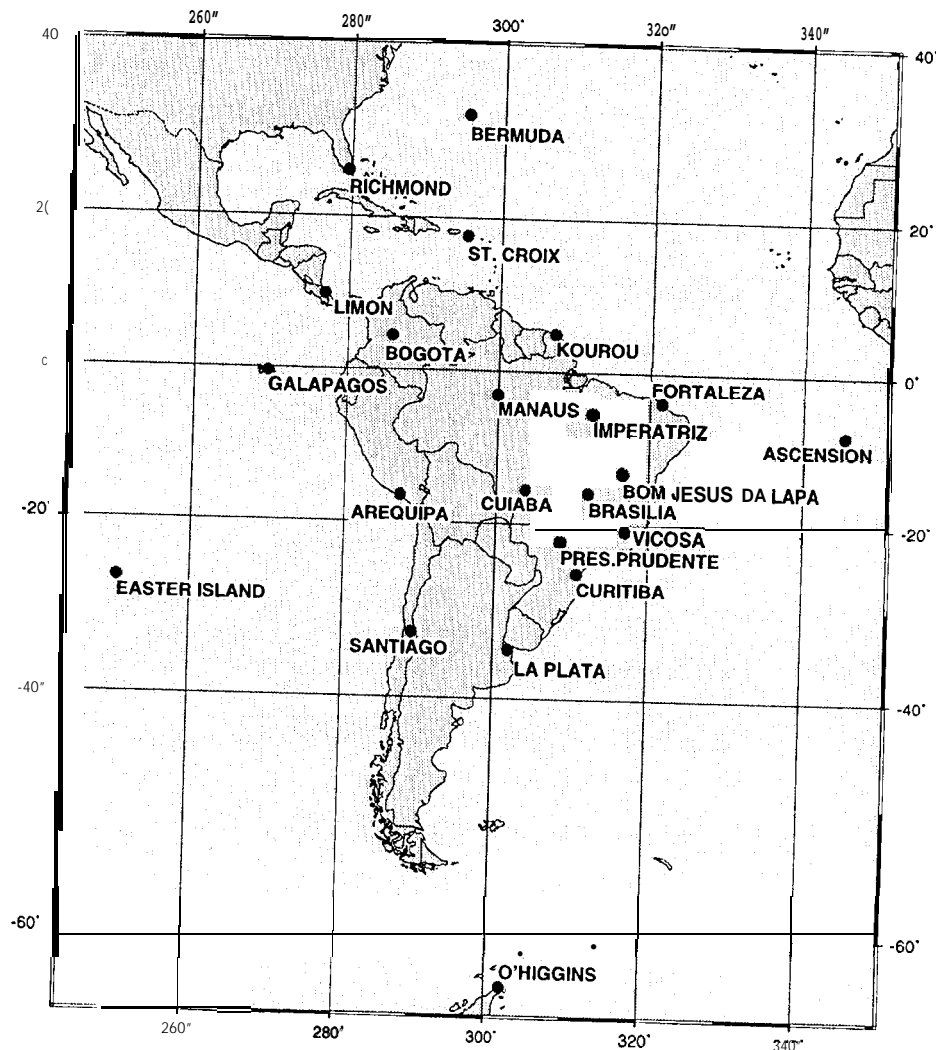 260" 280" 300° 320" 340"
40 40°
BERMUDA
RICHMOND
2( 20°
ST. CROIX
LIMON
BOGOTA
KOUROU
C 0°
GALAPAGOS
FORTALEZA
MANAUS
IMPERATRIZ
ASCENSION
CUIABA BOM JESUS DA LAPA
AREQUIPA BRASILIA
-20° -20°
VICOSA
PRES.PRUDENTE
EASTER ISLAND CURITIBA
SANTIAGO
LA PLATA
-40" -40°
-60° -60°
O'HIGGINS
260" 280' 300° 320° 340"